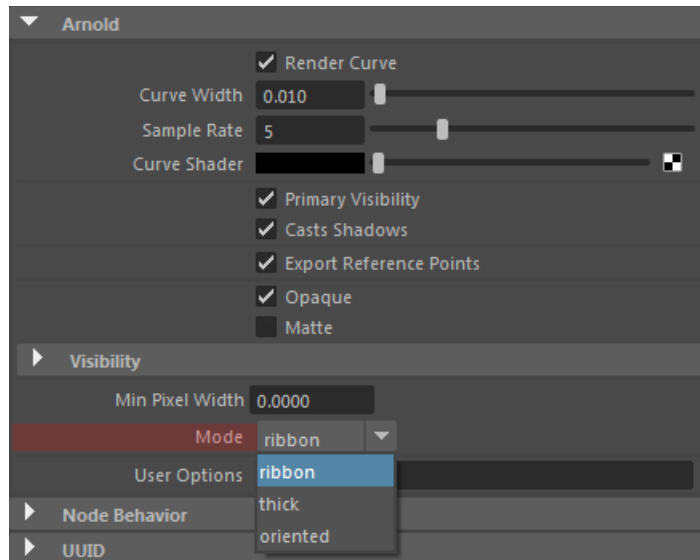 Arnold
Render Curve
Curve Width 0.010
Sample Rate 5
Curve Shader
Primary Visibility
Casts Shadows
Export Reference Points
Opaque
Matte
Visibility
Min Pixel Width 0.0000
Mode ribbon
User Options ribbon
thick
Node Behavior
oriented
UUID